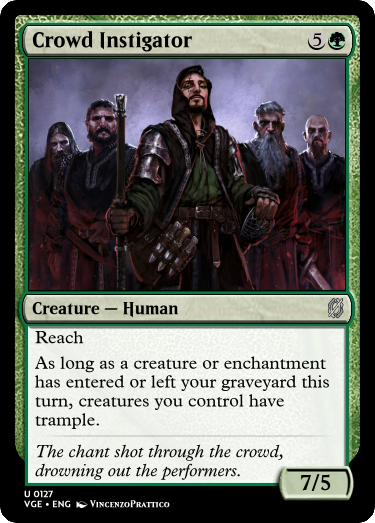 Crowd Instigator 5
Creature — Human
Reach
As long as a creature or enchantment
has entered or left your graveyard this
turn, creatures you control have
trample.
The chant shot through the crowd,
drowning out the performers.
7/5
U 0127
VGE • ENG VincenzoPrattico